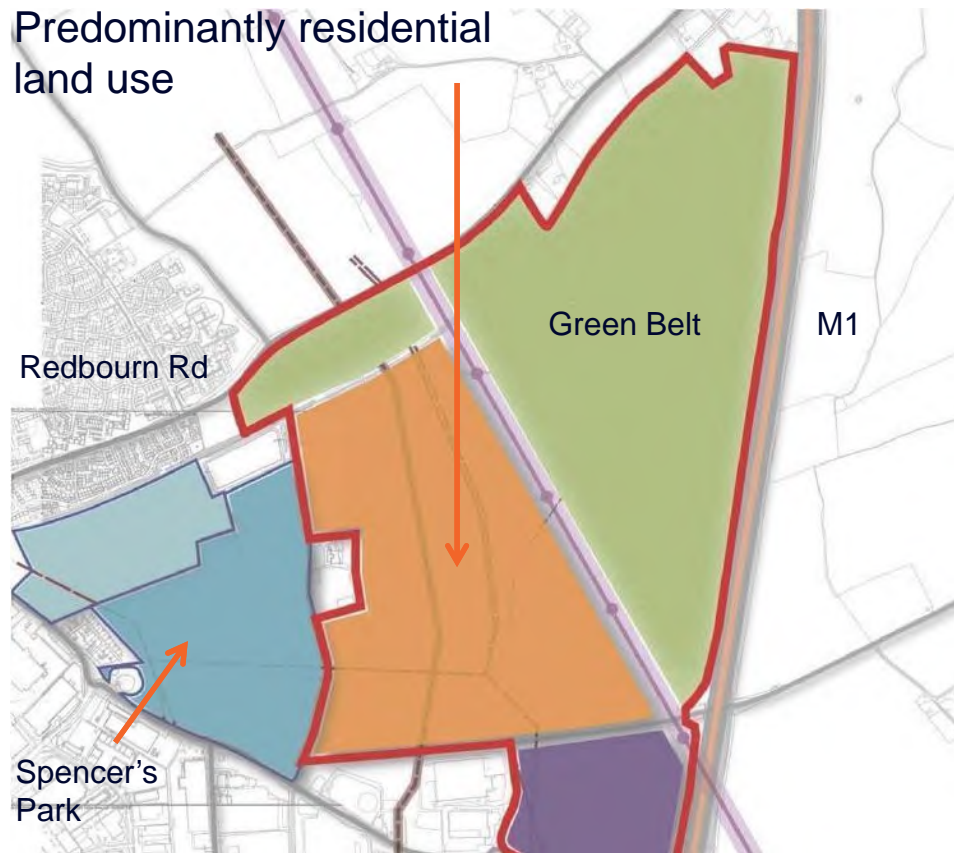 Predominantly residential
land use
Green Belt
M1
Redbourn Rd
Spencer's
Park